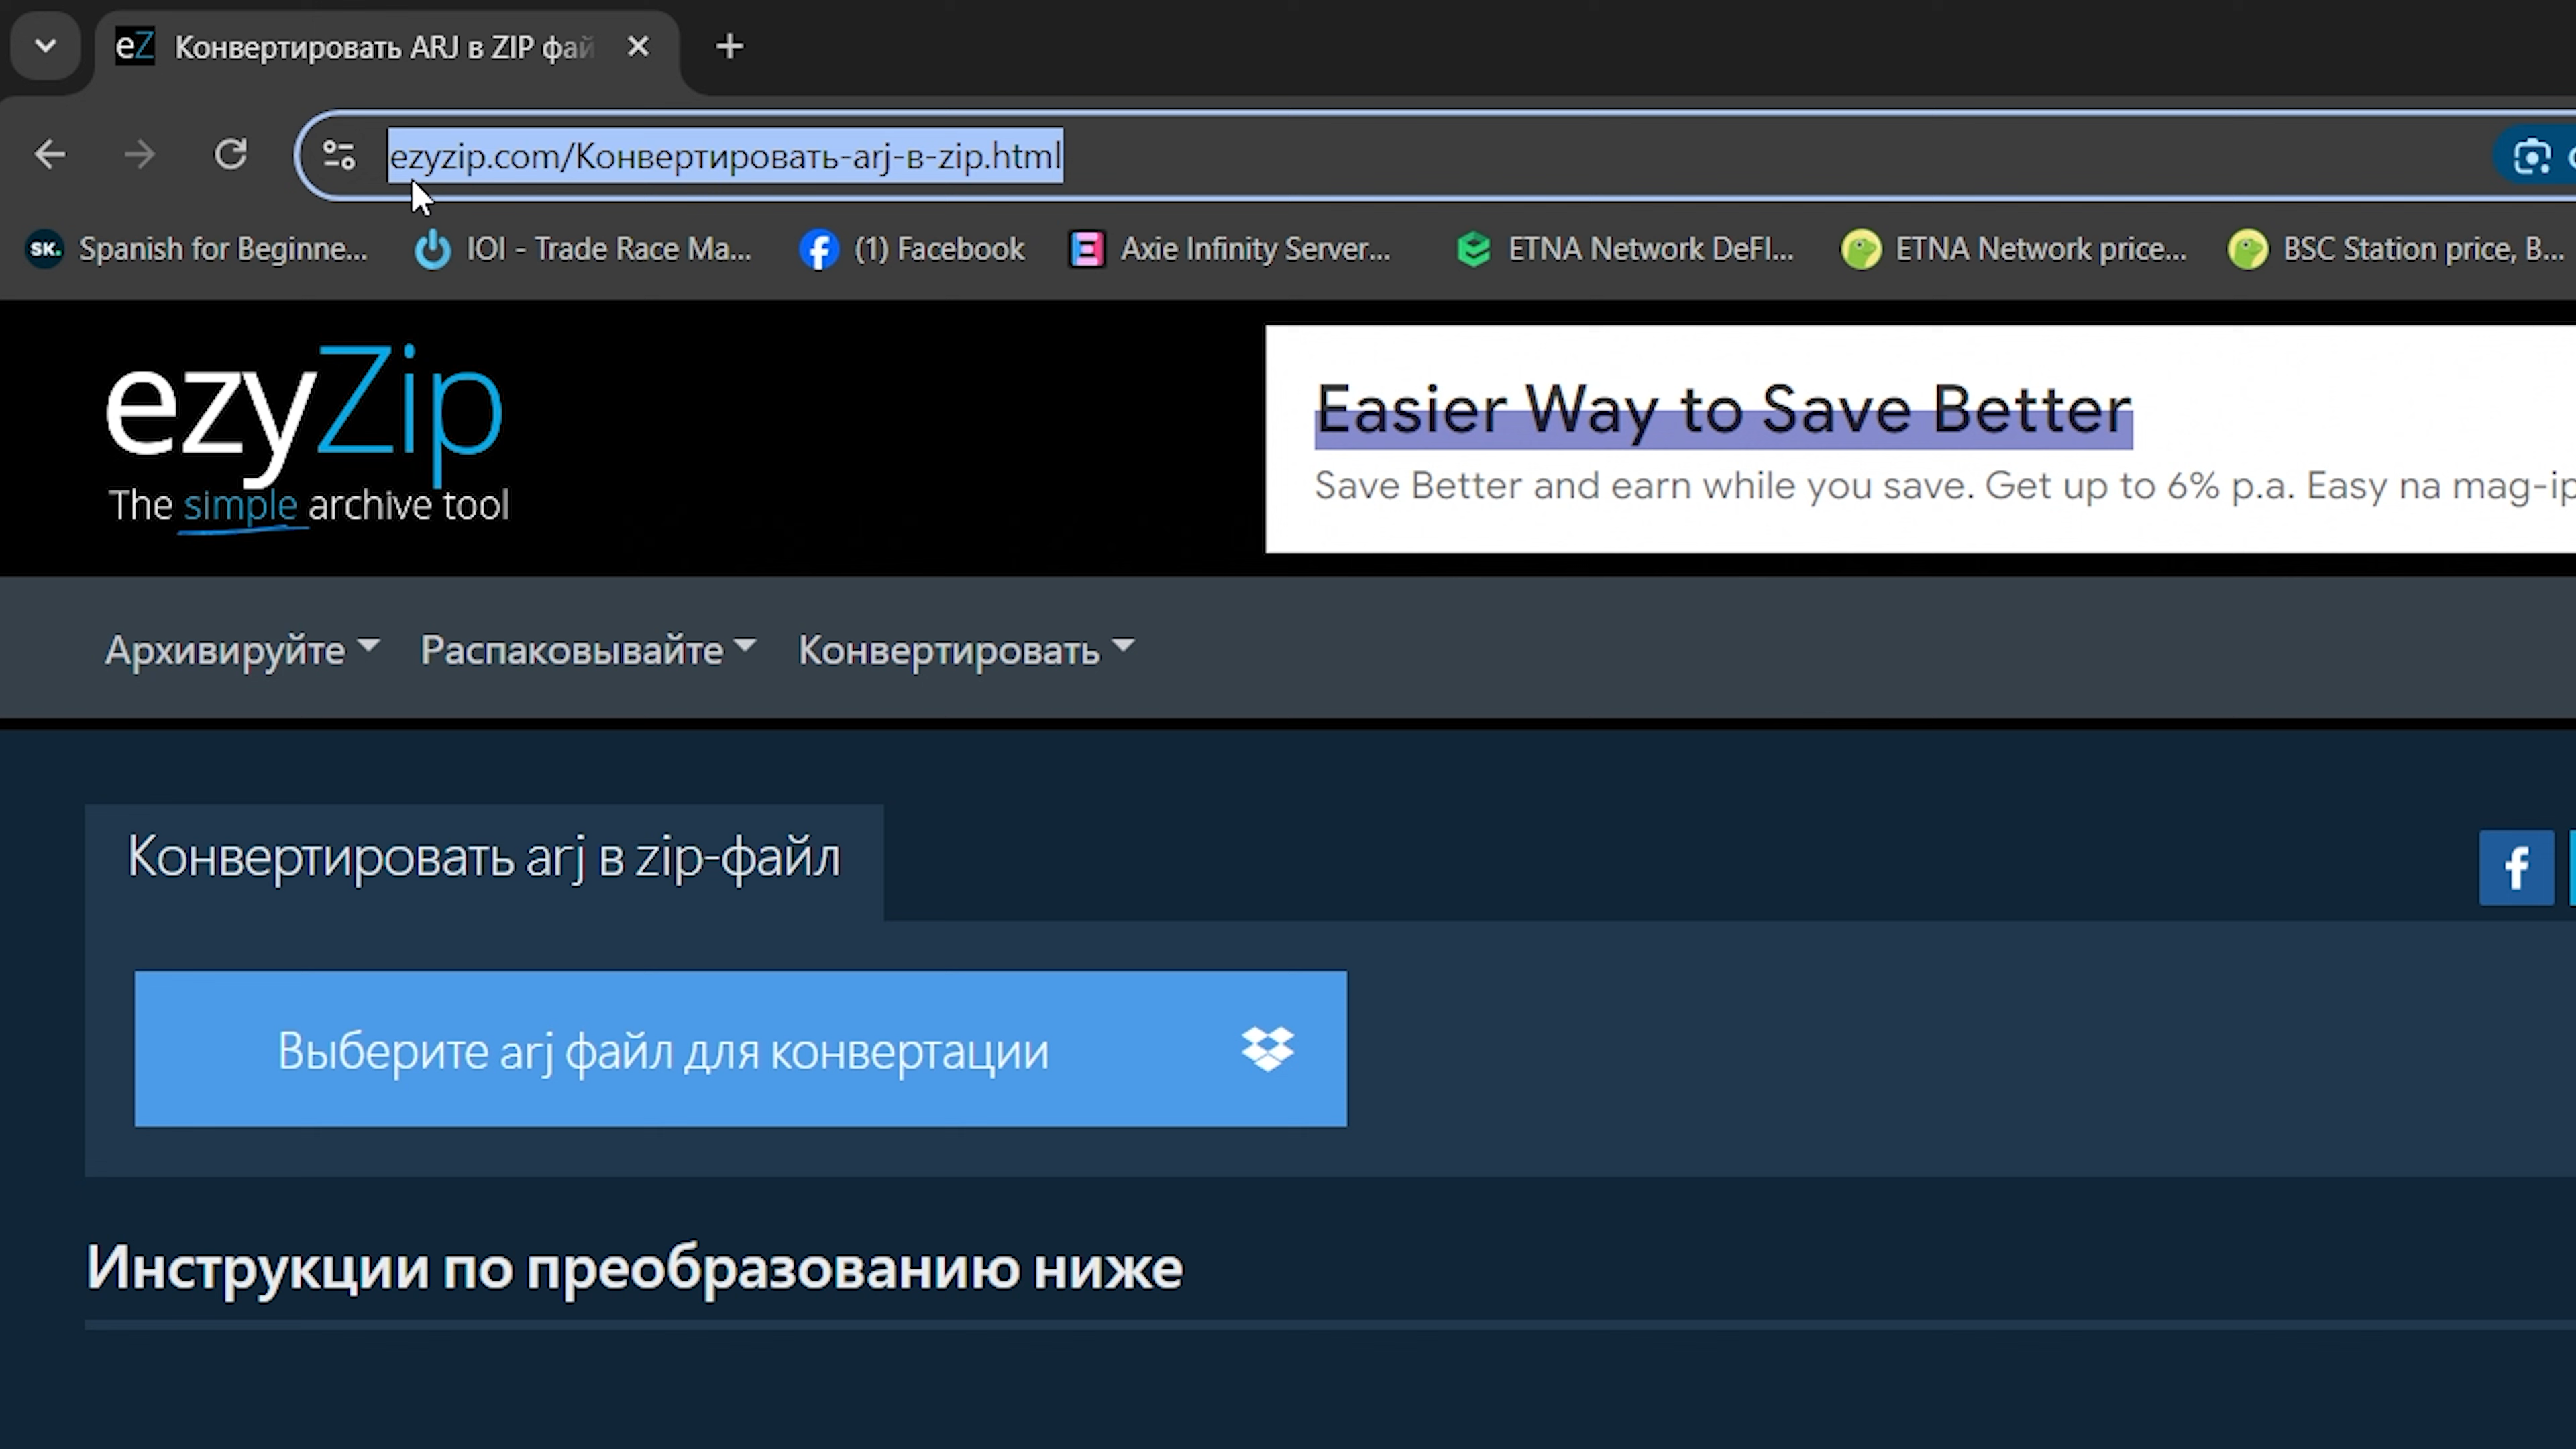 eZ Конвертировать ARJ в ZIP фай
ezyzip.com/Конвертировать-arj-в-zip.html
SK. Spanish for Beginne... IOI - Trade Race Ma... (1) Facebook Axie Infinity Server... ETNA Network DeFI... ETNA Network price... BSC Station price, B...
ezyZip
The simple archive tool
Easier Way to Save Better
Save Better and earn while you save. Get up to 6% p.a. Easy na mag-ip
Архивируйте Распаковывайте Конвертировать
Конвертировать arj в zip-файл
Выберите arj файл для конвертации
Инструкции по преобразованию ниже